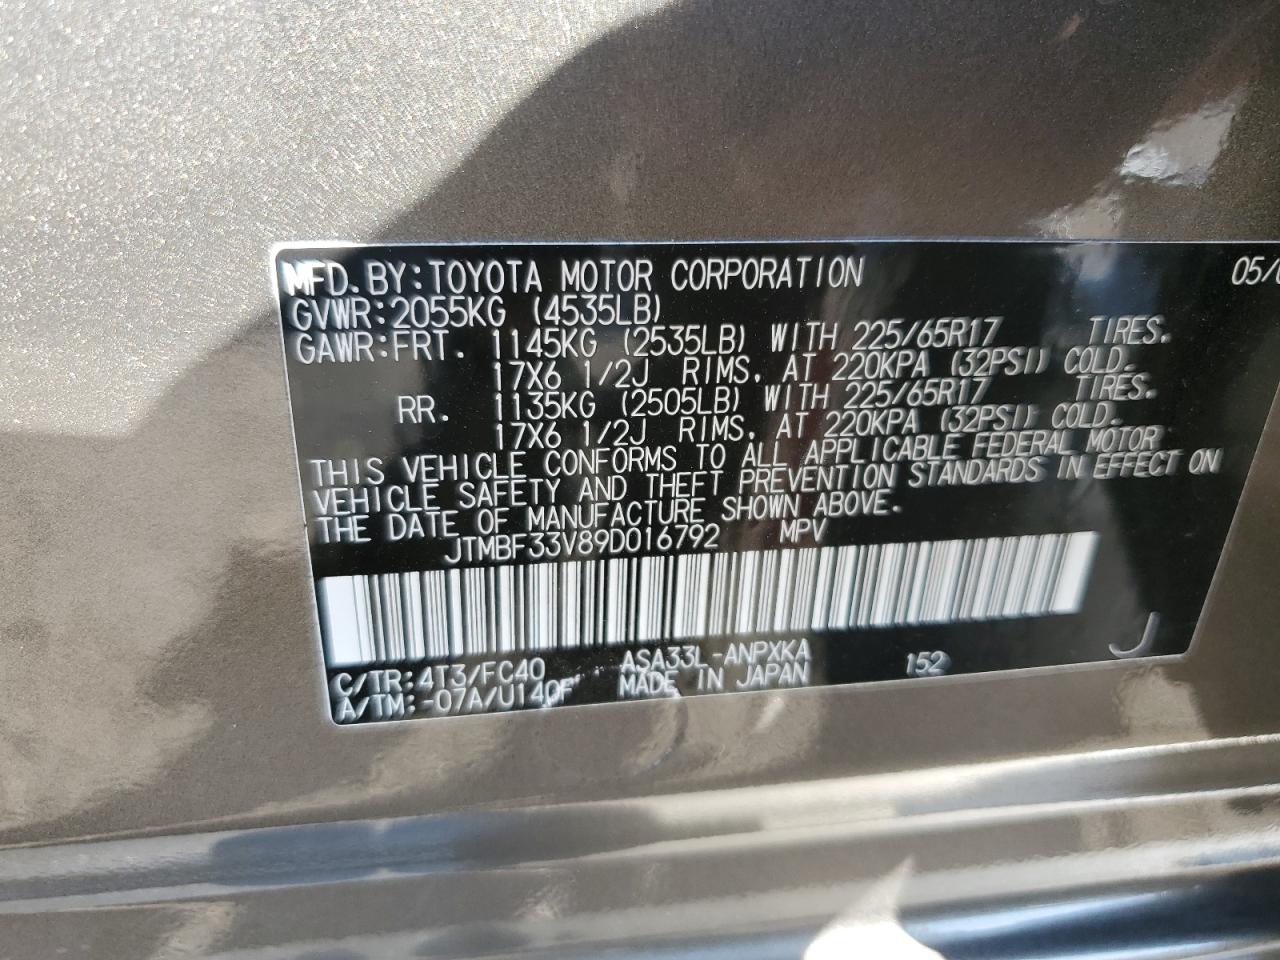 MFD. BY: TOYOTA MOTOR CORPORATION 05/
GVWR: 2055KG (4535LB)
GAWR: FRT. 1145KG (2535LB) WITH 225/65R17 TIRES.
17X6 1/2J RIMS, AT 220KPA (32PSI) COLD.
RR. 1135KG (2505LB) WITH 225/65R17 TIRES.
17X6 1/2J RIMS, AT 220KPA (32PSI) COLD.
THIS VEHICLE CONFORMS TO ALL APPLICABLE FEDERAL MOTOR
VEHICLE SAFETY AND THEFT PREVENTION STANDARDS IN EFFECT ON
THE DATE OF MANUFACTURE SHOWN ABOVE.
JTMBF33V89D016792 MPV
C/TR: 4T3/FC40 ASA33L-ANPXKA 152 J
A/TM: -07A/U140F MADE IN JAPAN